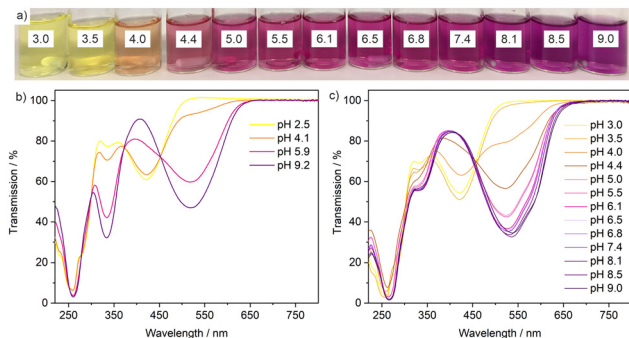 a)
3.0 3.5 4.0 4.4 5.0 5.5 6.1 6.5 6.8 7.4 8.1 8.5 9.0
b)
100
80
60
40
20
0
Transmission / %
pH 2.5
pH 4.1
pH 5.9
pH 9.2
250 350 450 550 650 750
Wavelength / nm
c)
100
80
60
40
20
0
Transmission / %
pH 3.0
pH 3.5
pH 4.0
pH 4.4
pH 5.0
pH 5.5
pH 6.1
pH 6.5
pH 6.8
pH 7.4
pH 8.1
pH 8.5
pH 9.0
250 350 450 550 650 750
Wavelength / nm